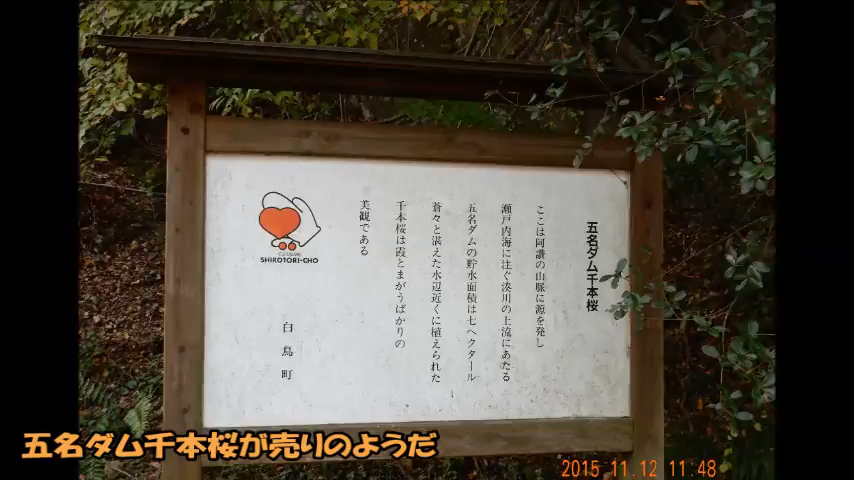 五名ダム千本桜
ここは阿讃の山脈に源を発し
瀬戸内海に注ぐ湊川の上流にあたる
五名ダムの貯水面積は七ヘクタール
蒼々と湛えた水辺近くに植えられた
千本桜は霞とまがうばかりの
美観である
SHIROTORI-CHO
白鳥町
五名ダム千本桜が売りのようだ
2015 11.12 11:48